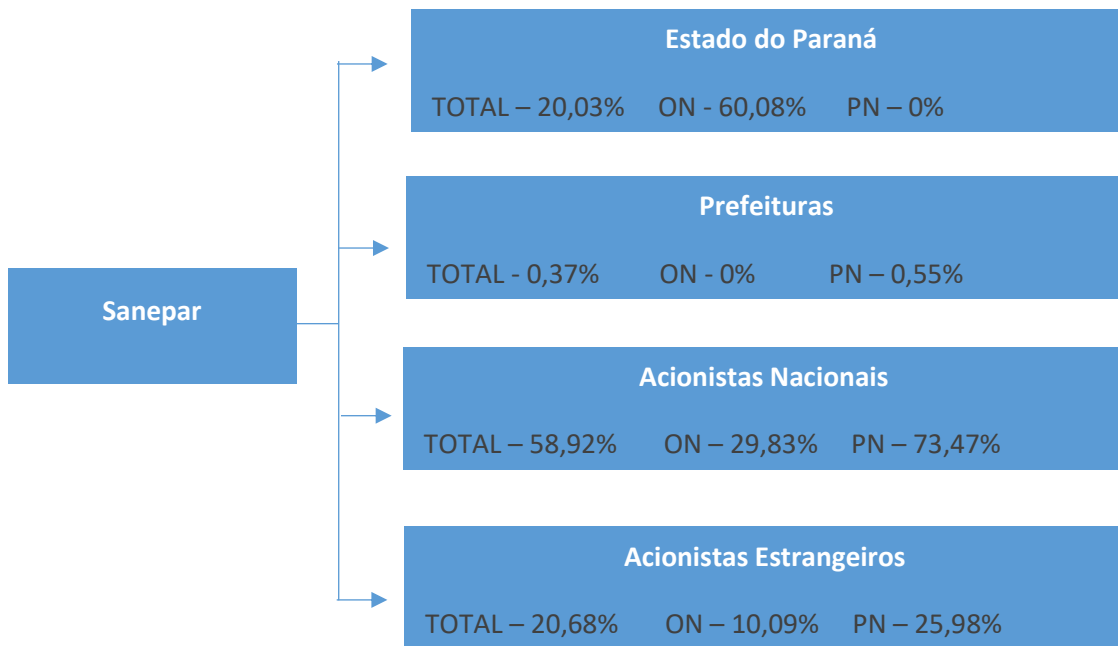 Estado do Paraná
TOTAL – 20,03% ON - 60,08% PN – 0%
Prefeituras
TOTAL - 0,37% ON - 0% PN – 0,55%
Sanepar
Acionistas Nacionais
TOTAL – 58,92% ON – 29,83% PN – 73,47%
Acionistas Estrangeiros
TOTAL – 20,68% ON – 10,09% PN – 25,98%